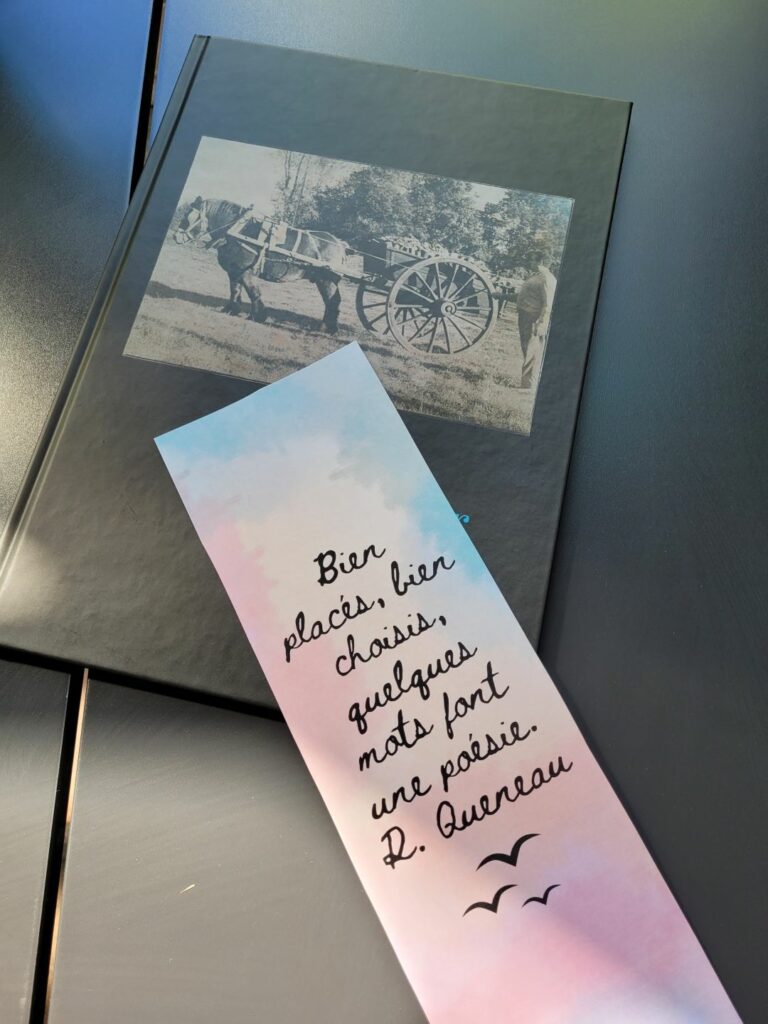 Bien
placés, bien
choisis,
quelques
mots font
une poésie.
R. Queneau